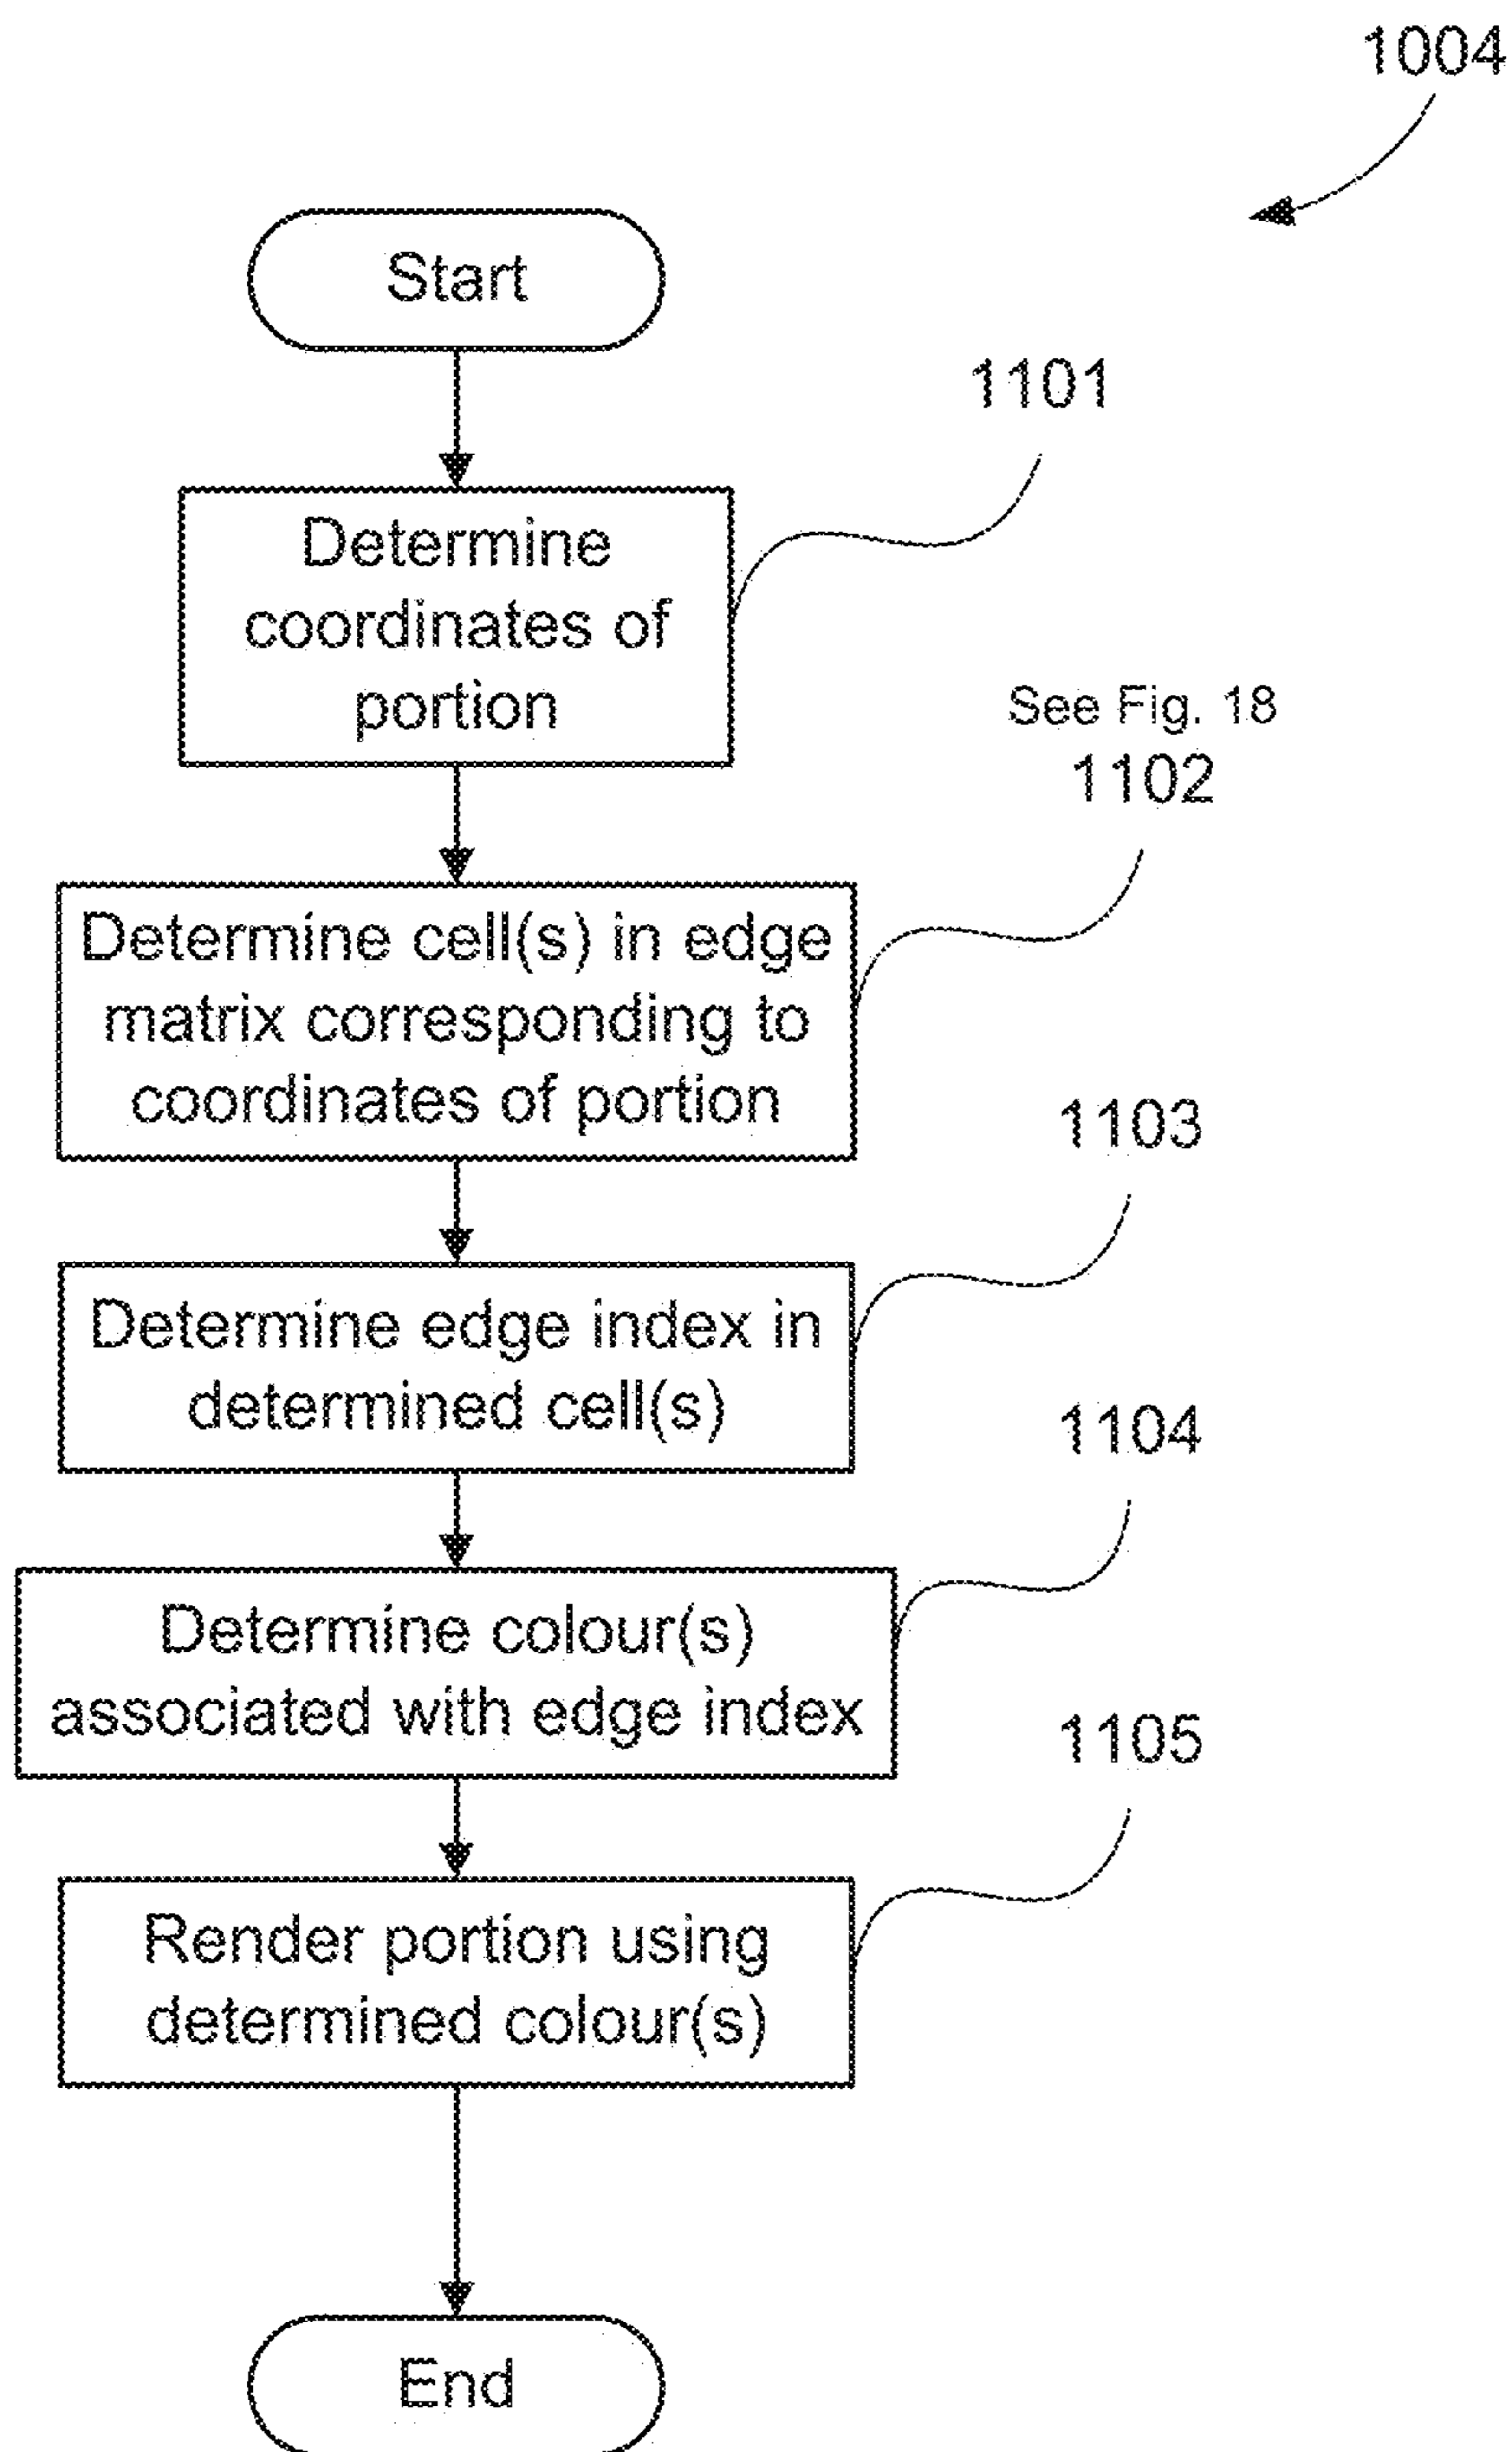 1004
Start
1101
Determine
coordinates of
portion
See Fig. 18
1102
Determine cell(s) in edge
matrix corresponding to
coordinates of portion
1103
Determine edge index in
determined cell(s)
1104
Determine colour(s)
associated with edge index
1105
Render portion using
determined colour(s)
End